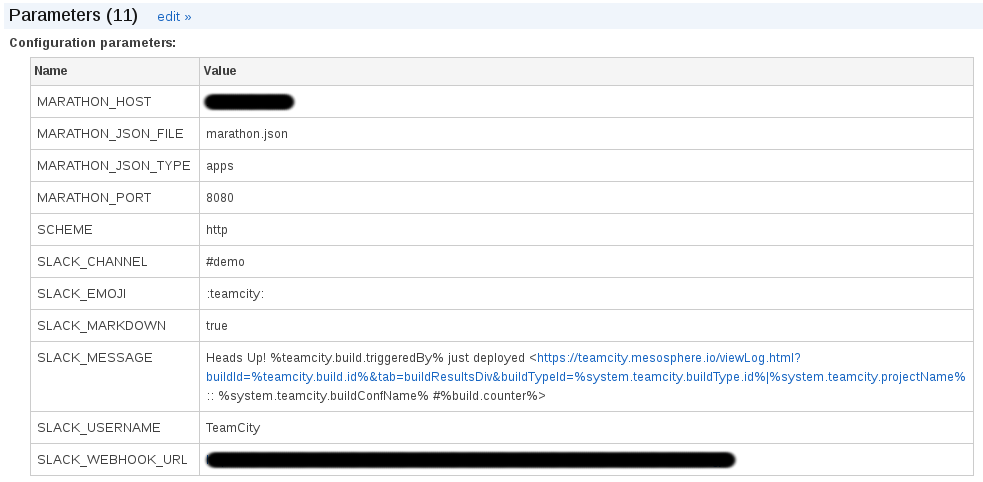 Parameters (11) edit »
Configuration parameters:
Name Value
MARATHON_HOST
MARATHON_JSON_FILE marathon.json
MARATHON_JSON_TYPE apps
MARATHON_PORT 8080
SCHEME http
SLACK_CHANNEL #demo
SLACK_EMOJI :teamcity:
SLACK_MARKDOWN true
SLACK_MESSAGE Heads Up! %teamcity.build.triggeredBy% just deployed <https://teamcity.mesosphere.io/viewLog.html?
buildId=%teamcity.build.id%&tab=buildResultsDiv&buildTypeId=%system.teamcity.buildType.id%|%system.teamcity.projectName%
:: %system.teamcity.buildConfName% #%build.counter%>
SLACK_USERNAME TeamCity
SLACK_WEBHOOK_URL